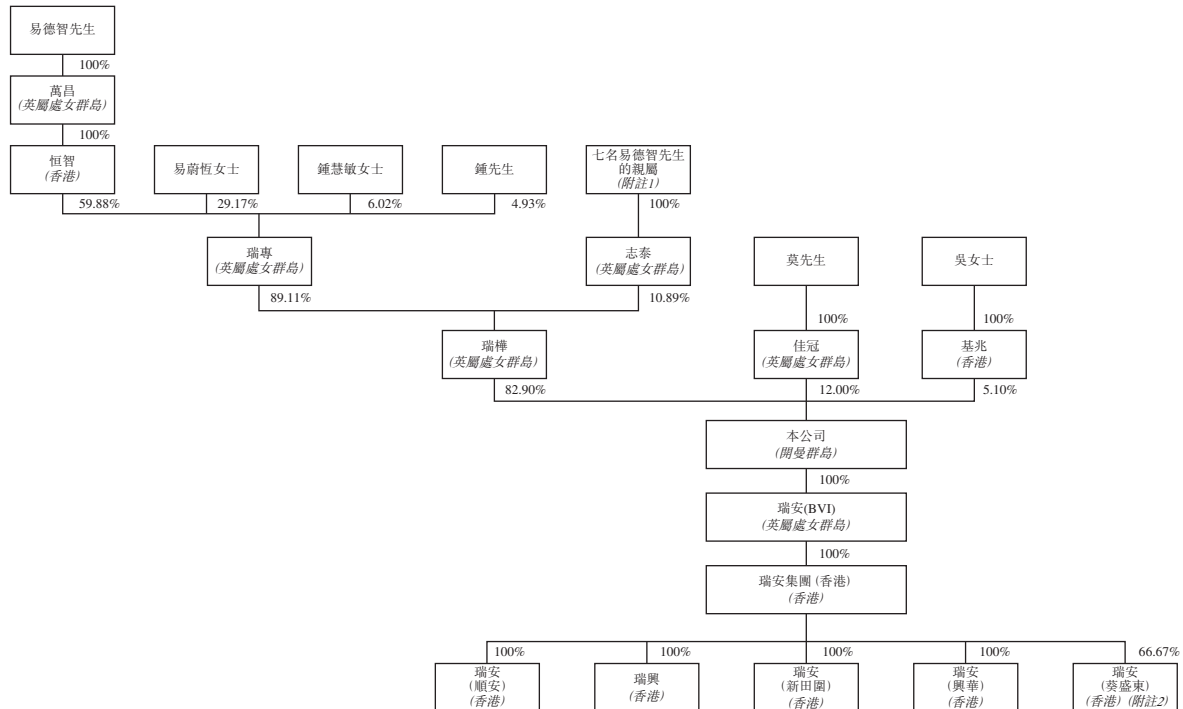 易德智先生
100%
萬昌
(英屬處女群島)
100%
恒智
(香港)
易蔚恆女士
鍾慧敏女士
鍾先生
七名易德智先生
的親屬
(附註1)
59.88%
29.17%
6.02%
4.93%
100%
瑞專
(英屬處女群島)
志泰
(英屬處女群島)
莫先生
吳女士
89.11%
10.89%
100%
100%
瑞樺
(英屬處女群島)
佳冠
(英屬處女群島)
基兆
(香港)
82.90%
12.00%
5.10%
本公司
(開曼群島)
100%
瑞安(BVI)
(英屬處女群島)
100%
瑞安集團 (香港)
(香港)
100%
100%
100%
100%
66.67%
瑞安
(順安)
(香港)
瑞興
(香港)
瑞安
(新田圍)
(香港)
瑞安
(興華)
(香港)
瑞安
(葵盛東)
(香港) (附註2)